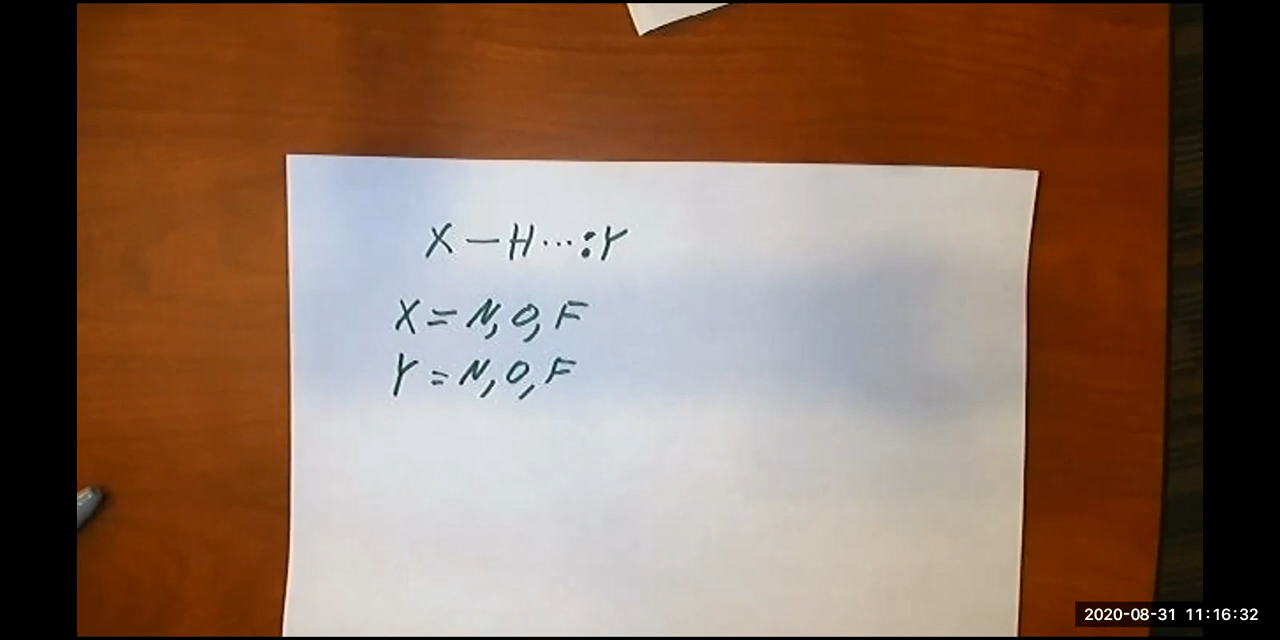 X — H ··· :Y
X = N, O, F
Y = N, O, F
2020-08-31 11:16:32